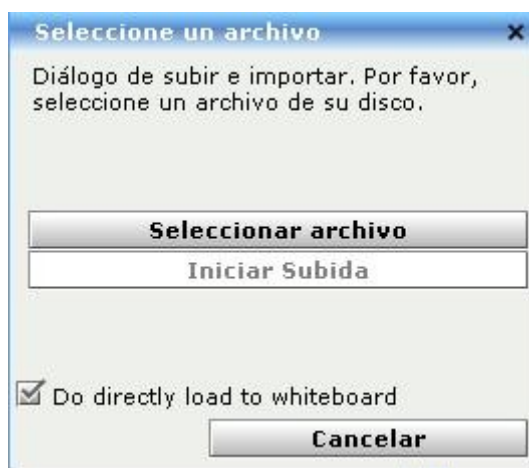 Seleccione un archivo
Diálogo de subir e importar. Por favor,
seleccione un archivo de su disco.
Seleccionar archivo
Iniciar Subida
Do directly load to whiteboard
Cancelar